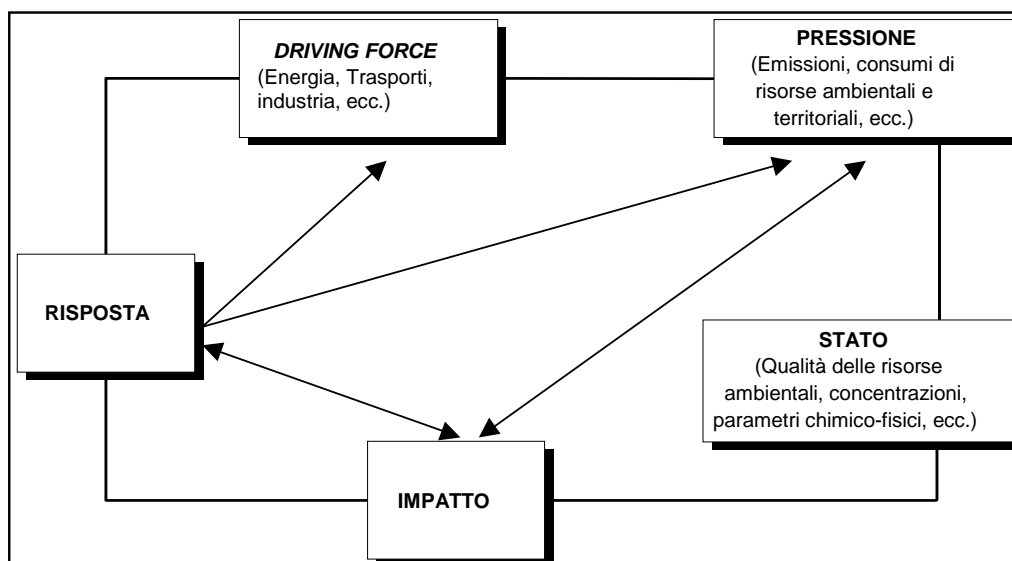 DRIVING FORCE
(Energia, Trasporti,
industria, ecc.)
PRESSIONE
(Emissioni, consumi di
risorse ambientali e
territoriali, ecc.)
RISPOSTA
STATO
(Qualità delle risorse
ambientali, concentrazioni,
parametri chimico-fisici, ecc.)
IMPATTO